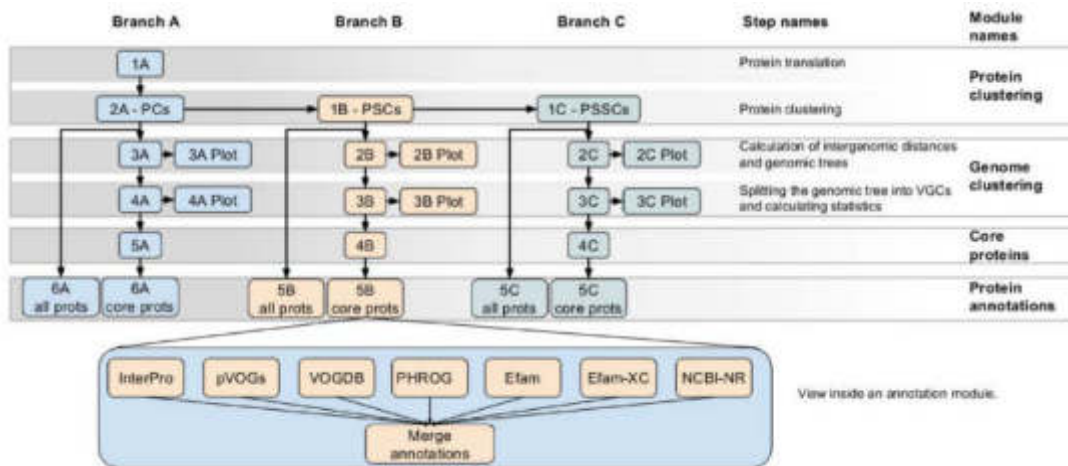 Branch A Branch B Branch C Step names Module
names
1A Protein translation
Protein
clustering
2A - PCs 1B - PSCs 1C - PSSCs Protein clustering
3A 3A Plot 2B 2B Plot 2C 2C Plot Calculation of intergenomic distances
and genomic trees
Genome
clustering
4A 4A Plot 3B 3B Plot 3C 3C Plot Splitting the genomic tree into VGCs
and calculating statistics
5A 4B 4C Core
proteins
6A 6A 5B 5B 5C 5C Protein
all prots core prots all prots core prots all prots core prots annotations
InterPro pVOGs VOGDB PHROG Efam Efam-XC NCBI-NR
View inside an annotation module.
Merge
annotations